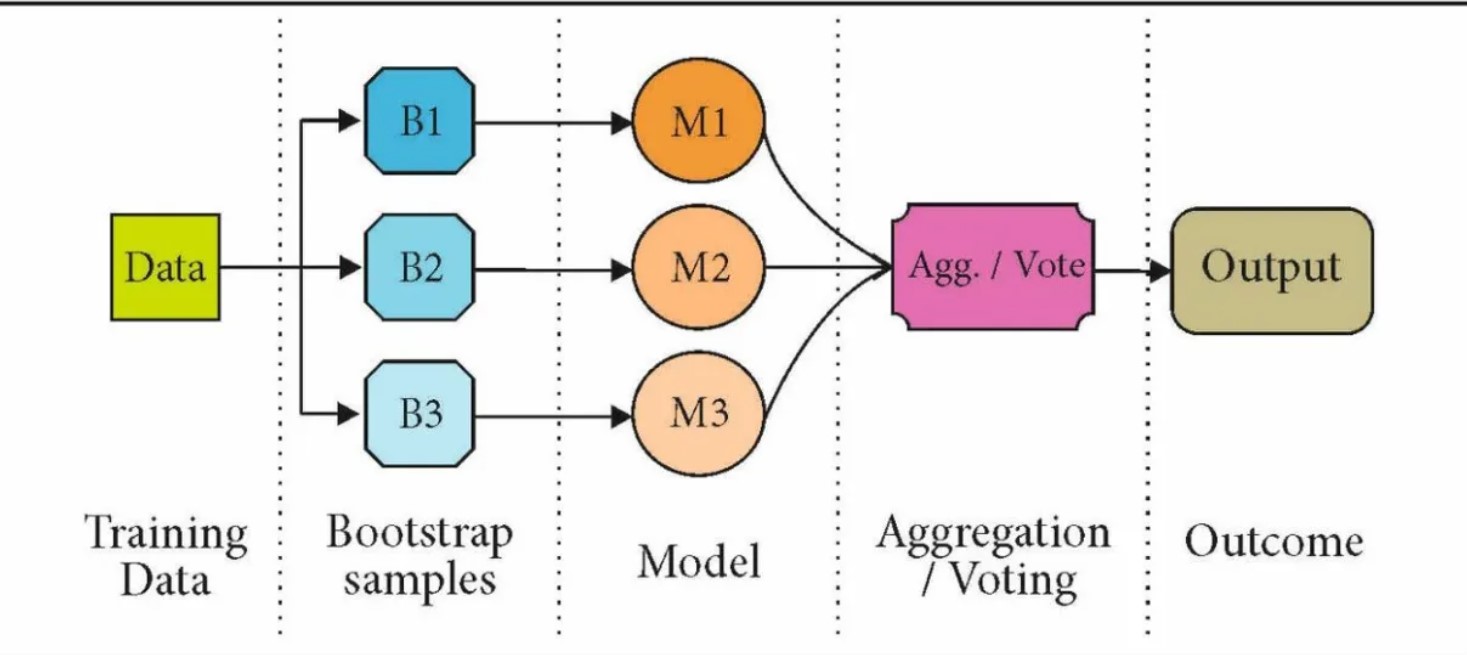 B1
M1
Data
B2
M2
Agg. / Vote
Output
B3
M3
Training
Data
Bootstrap
samples
Model
Aggregation
/ Voting
Outcome